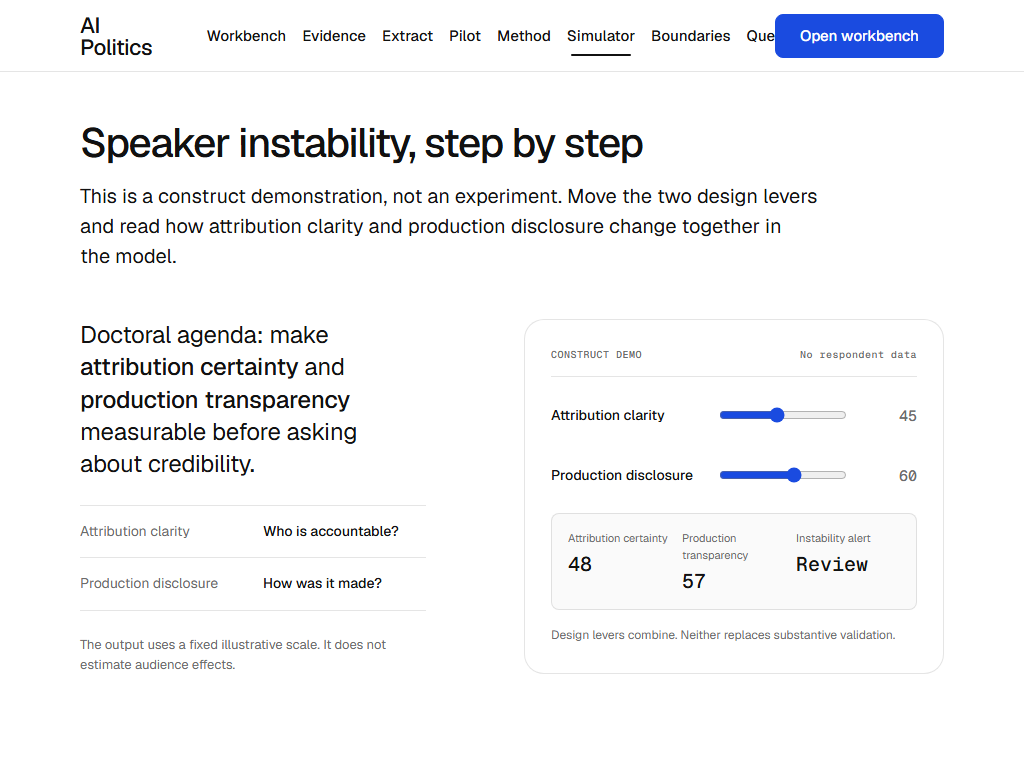 AI
Politics
Workbench Evidence Extract Pilot Method Simulator Boundaries Que
Open workbench
Speaker instability, step by step
This is a construct demonstration, not an experiment. Move the two design levers
and read how attribution clarity and production disclosure change together in
the model.
Doctoral agenda: make
attribution certainty and
production transparency
measurable before asking
about credibility.
Attribution clarity Who is accountable?
Production disclosure How was it made?
The output uses a fixed illustrative scale. It does not
estimate audience effects.
CONSTRUCT DEMO No respondent data
Attribution clarity 45
Production disclosure 60
Attribution certainty
48
Production
transparency
57
Instability alert
Review
Design levers combine. Neither replaces substantive validation.